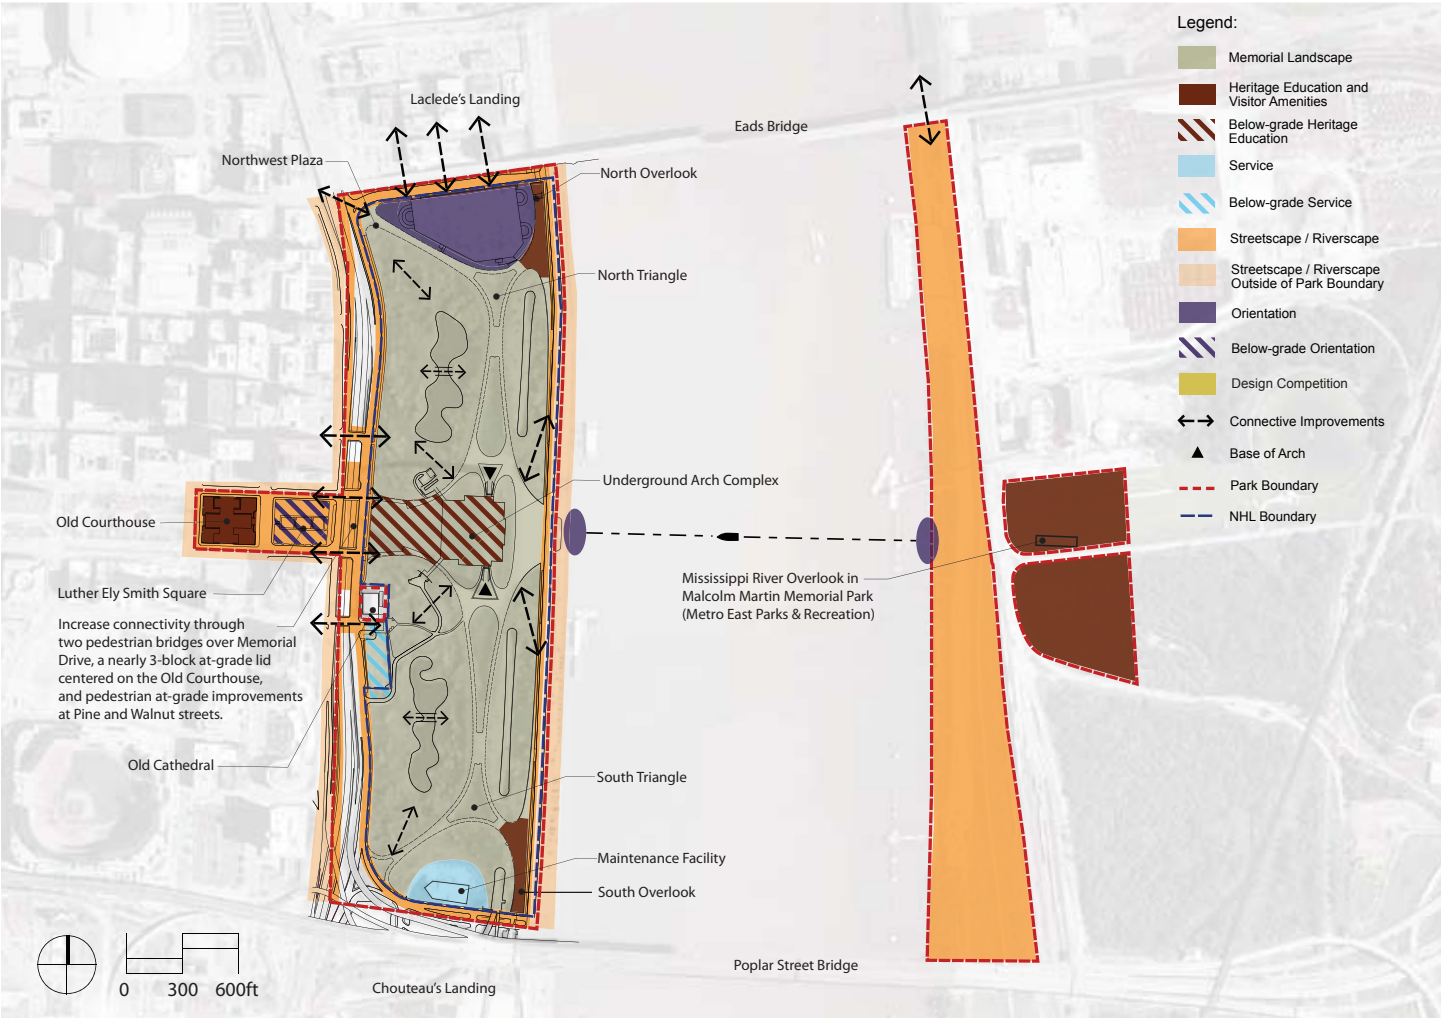 Legend:
Memorial Landscape
Heritage Education and
Visitor Amenities
Below-grade Heritage
Education
Service
Below-grade Service
Streetscape / Riverscape
Streetscape / Riverscape
Outside of Park Boundary
Orientation
Below-grade Orientation
Design Competition
Connective Improvements
Base of Arch
Park Boundary
NHL Boundary
Laclede's Landing
Eads Bridge
Northwest Plaza
North Overlook
North Triangle
Underground Arch Complex
Old Courthouse
Luther Ely Smith Square
Increase connectivity through
two pedestrian bridges over Memorial
Drive, a nearly 3-block at-grade lid
centered on the Old Courthouse,
and pedestrian at-grade improvements
at Pine and Walnut streets.
Mississippi River Overlook in
Malcolm Martin Memorial Park
(Metro East Parks & Recreation)
Old Cathedral
South Triangle
Maintenance Facility
South Overlook
Poplar Street Bridge
Chouteau's Landing
0 300 600ft